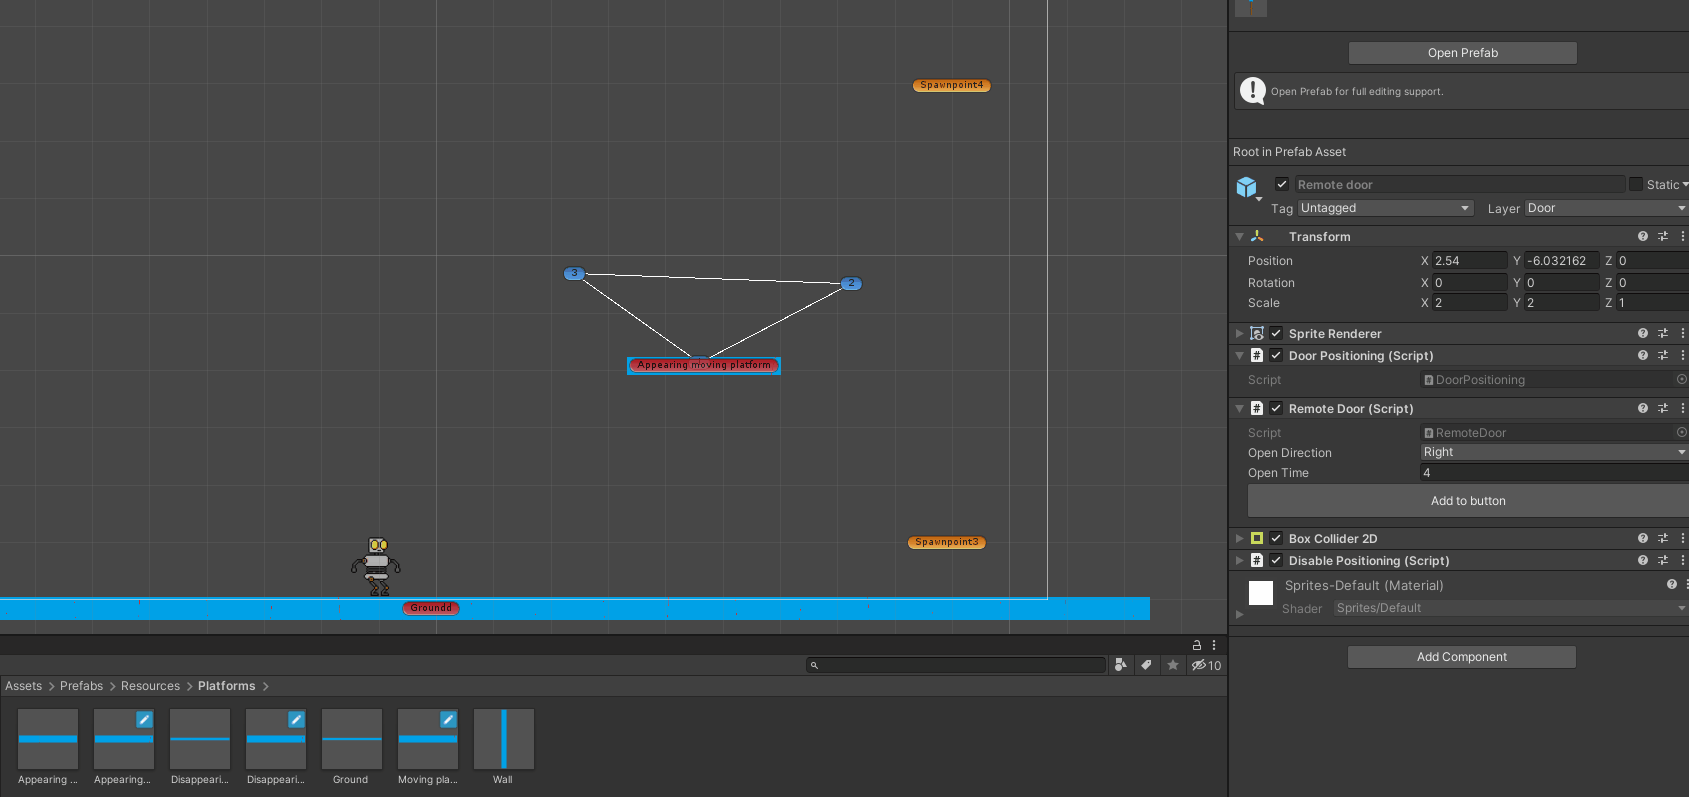 Spawnpoint4
3
2
Appearing moving platform
Spawnpoint3
Groundd
10
Assets > Prefabs > Resources > Platforms >
Appearing ...
Appearing...
Disappeari...
Disappeari...
Ground
Moving pla...
Wall
Open Prefab
Open Prefab for full editing support.
Root in Prefab Asset
Remote door
Static
Tag Untagged Layer Door
Transform
Position X 2.54 Y -6.032162 Z 0
Rotation X 0 Y 0 Z 0
Scale X 2 Y 2 Z 1
Sprite Renderer
# Door Positioning (Script)
Script # DoorPositioning
# Remote Door (Script)
Script # RemoteDoor
Open Direction Right
Open Time 4
Add to button
Box Collider 2D
# Disable Positioning (Script)
Sprites-Default (Material)
Shader Sprites/Default
Add Component